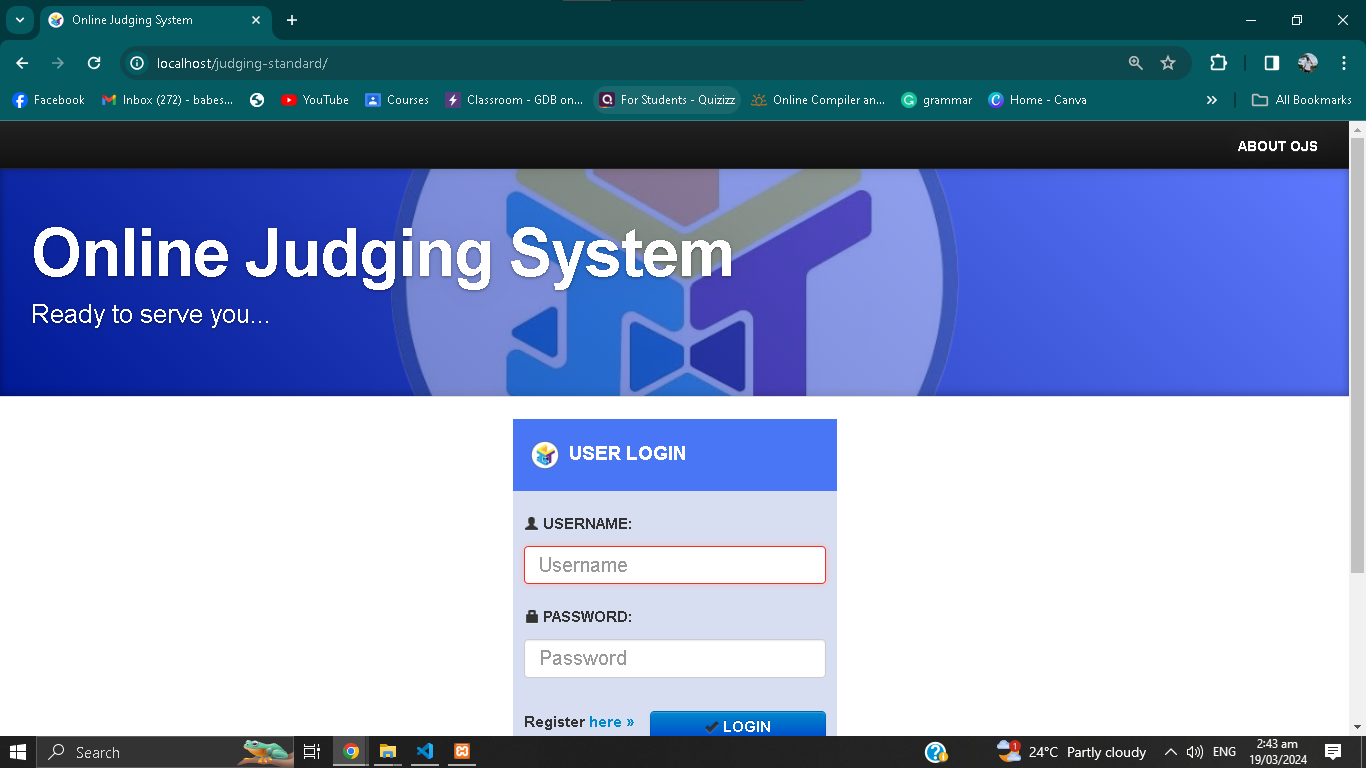 Online Judging System
localhost/judging-standard/
Facebook
Inbox (272) - babes...
YouTube
Courses
Classroom - GDB on...
For Students - Quizizz
Online Compiler an...
grammar
Home - Canva
All Bookmarks
ABOUT OJS
Online Judging System
Ready to serve you...
USER LOGIN
USERNAME:
Username
PASSWORD:
Password
Register here »
LOGIN
Search
1
24°C Partly cloudy
ENG
2:43 am
19/03/2024